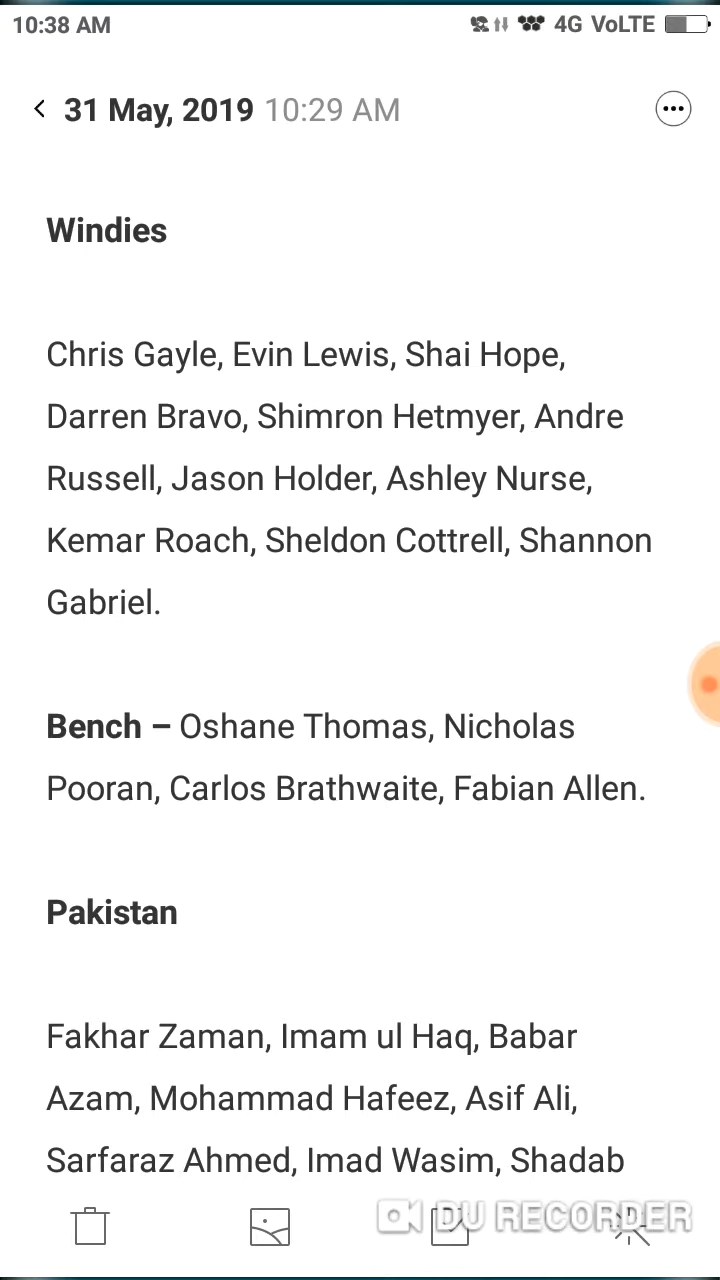 10:38 AM 4G VoLTE
31 May, 2019 10:29 AM
Windies
Chris Gayle, Evin Lewis, Shai Hope,
Darren Bravo, Shimron Hetmyer, Andre
Russell, Jason Holder, Ashley Nurse,
Kemar Roach, Sheldon Cottrell, Shannon
Gabriel.
Bench – Oshane Thomas, Nicholas
Pooran, Carlos Brathwaite, Fabian Allen.
Pakistan
Fakhar Zaman, Imam ul Haq, Babar
Azam, Mohammad Hafeez, Asif Ali,
Sarfaraz Ahmed, Imad Wasim, Shadab
DU RECORDER